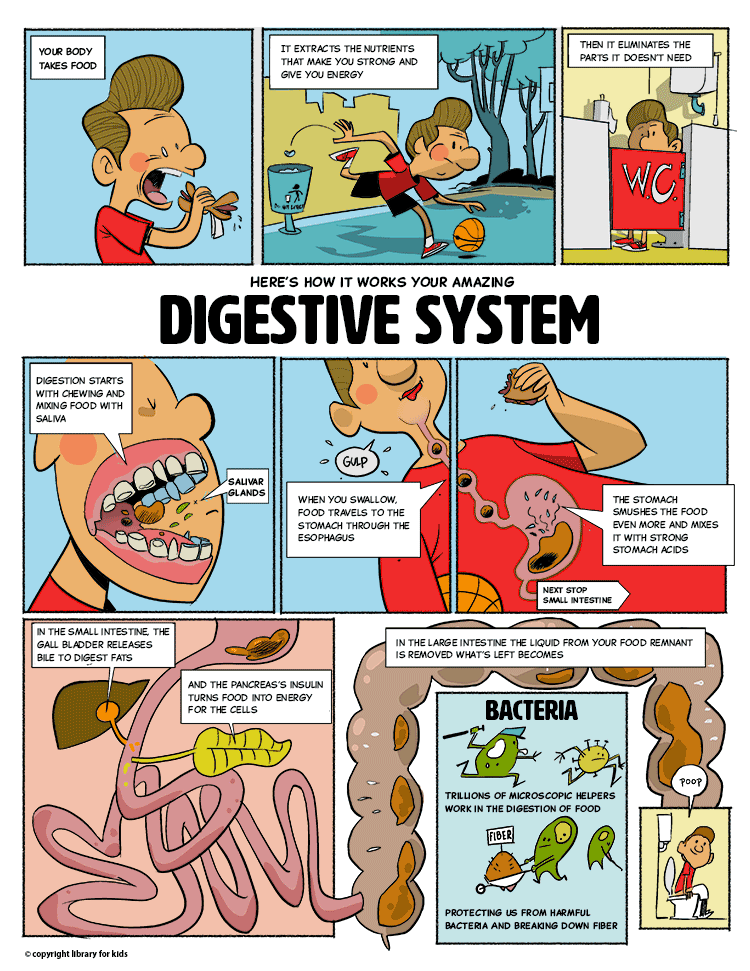 YOUR BODY
TAKES FOOD
IT EXTRACTS THE NUTRIENTS
THAT MAKE YOU STRONG AND
GIVE YOU ENERGY
THEN IT ELIMINATES THE
PARTS IT DOESN'T NEED
W.C.
HERE'S HOW IT WORKS YOUR AMAZING
DIGESTIVE SYSTEM
DIGESTION STARTS
WITH CHEWING AND
MIXING FOOD WITH
SALIVA
SALIVAR
GLANDS
GULP
WHEN YOU SWALLOW,
FOOD TRAVELS TO THE
STOMACH THROUGH THE
ESOPHAGUS
THE STOMACH
SMUSHES THE FOOD
EVEN MORE AND MIXES
IT WITH STRONG
STOMACH ACIDS
NEXT STOP
SMALL INTESTINE
IN THE SMALL INTESTINE, THE
GALL BLADDER RELEASES
BILE TO DIGEST FATS
AND THE PANCREAS'S INSULIN
TURNS FOOD INTO ENERGY
FOR THE CELLS
IN THE LARGE INTESTINE THE LIQUID FROM YOUR FOOD REMNANT
IS REMOVED WHAT'S LEFT BECOMES
BACTERIA
TRILLIONS OF MICROSCOPIC HELPERS
WORK IN THE DIGESTION OF FOOD
FIBER
PROTECTING US FROM HARMFUL
BACTERIA AND BREAKING DOWN FIBER
POOP
© copyright library for kids